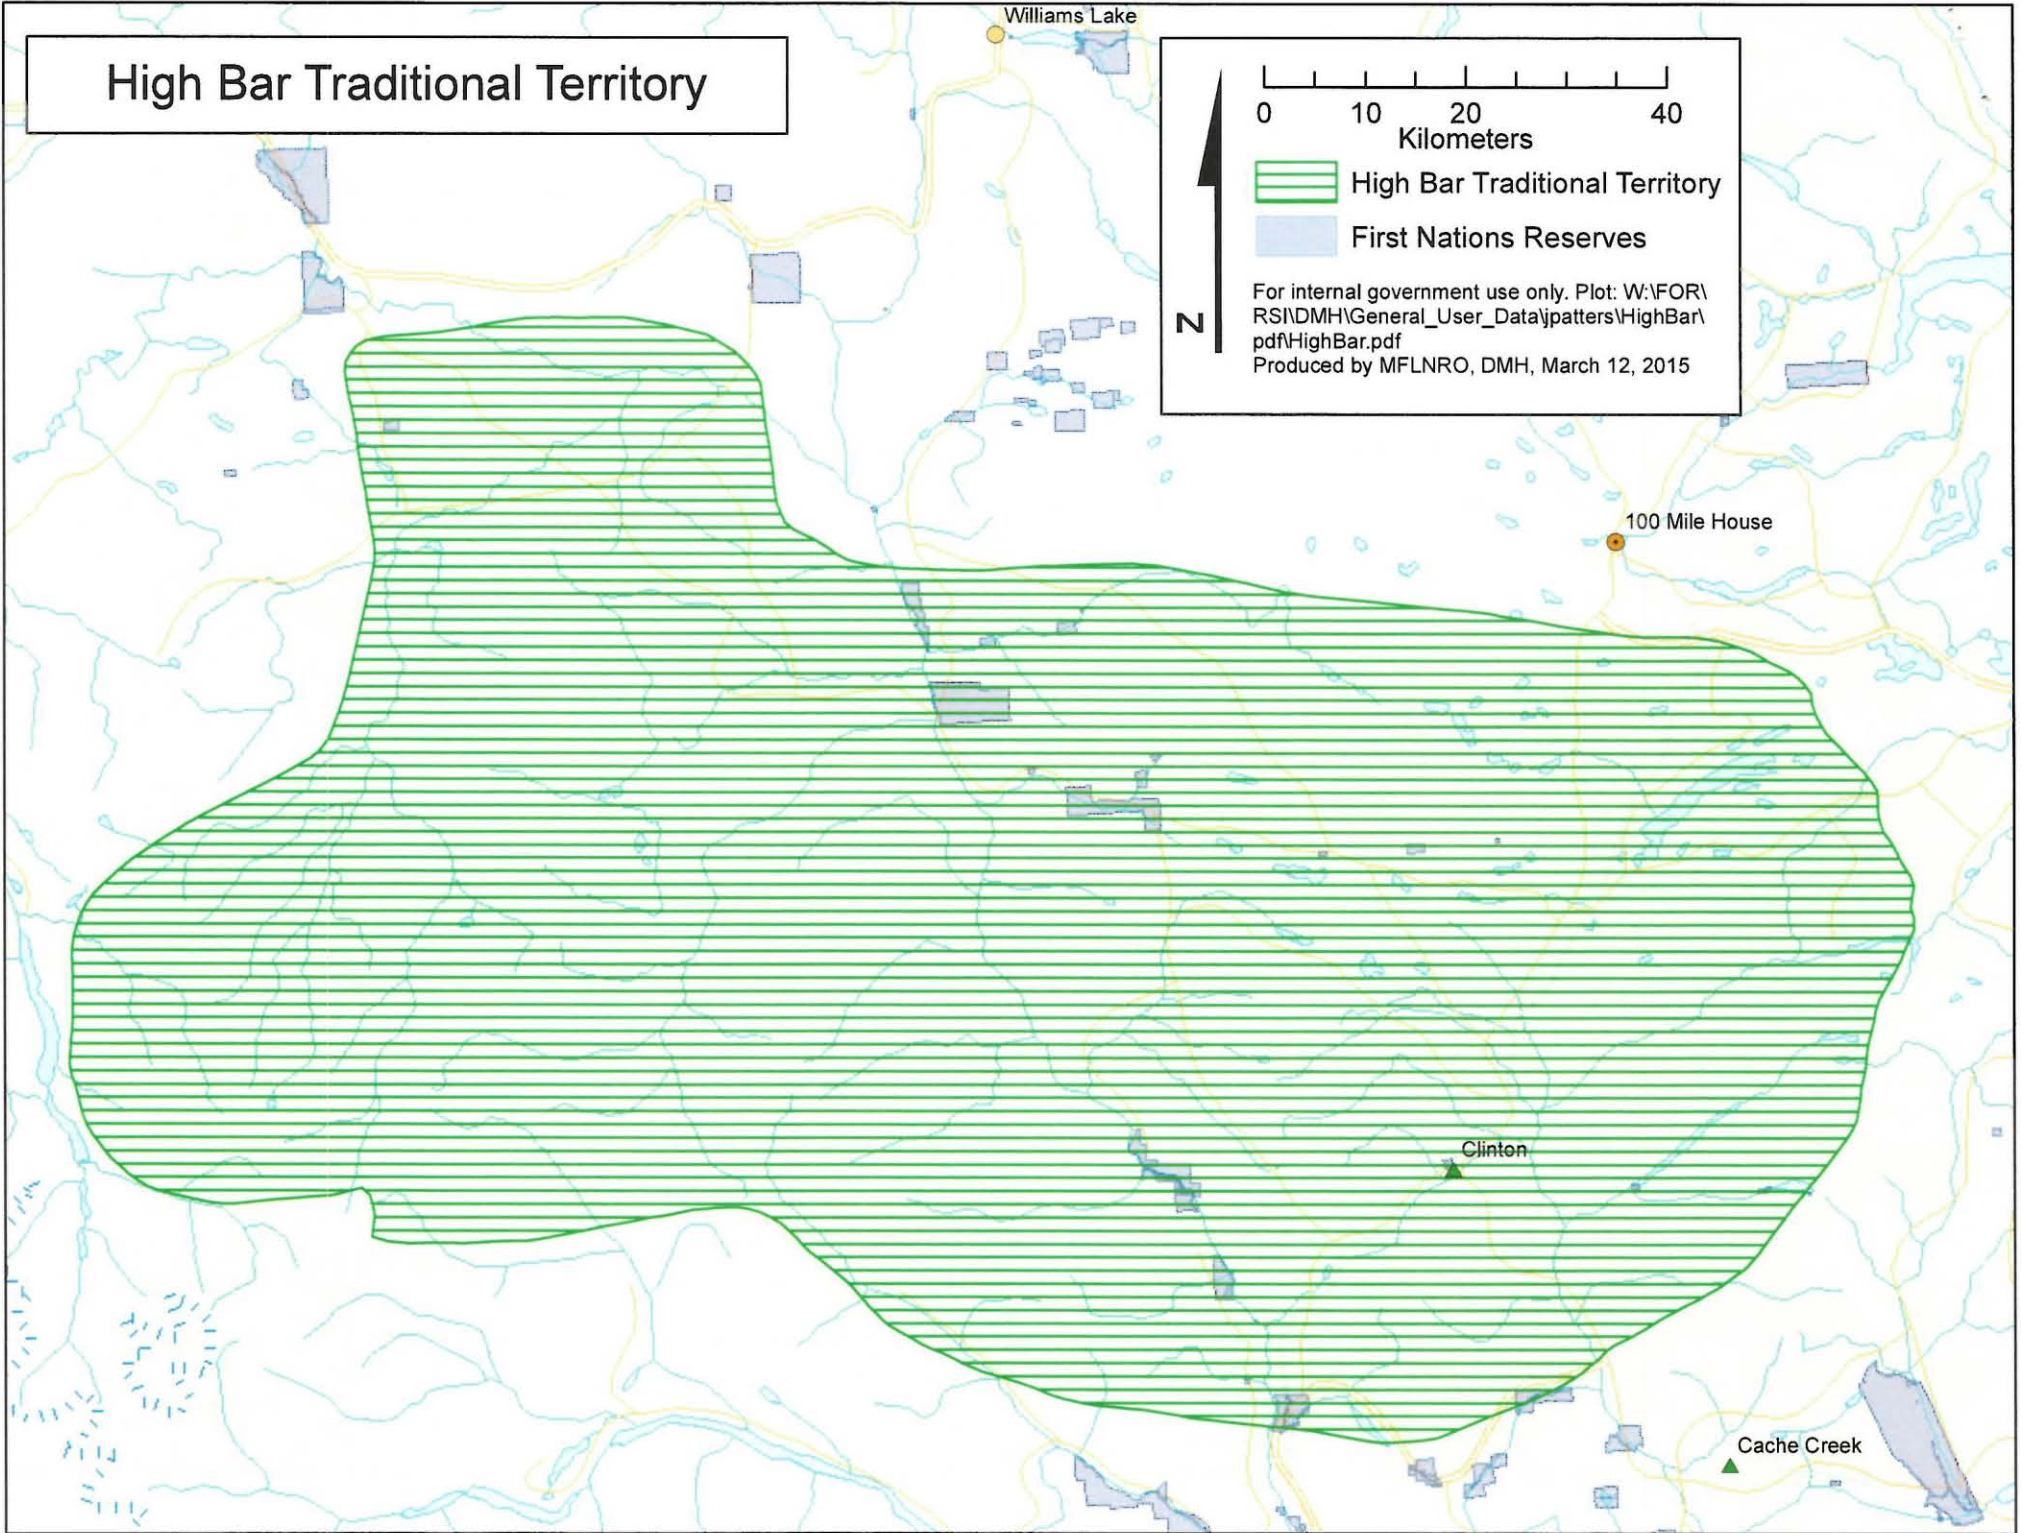 Williams Lake
High Bar Traditional Territory
0 10 20 40
Kilometers
High Bar Traditional Territory
First Nations Reserves
For internal government use only. Plot: W:\FOR\
RSI\DMH\General_User_Data\jpatters\HighBar\
pdf\HighBar.pdf
Produced by MFLNRO, DMH, March 12, 2015
N
100 Mile House
Clinton
Cache Creek